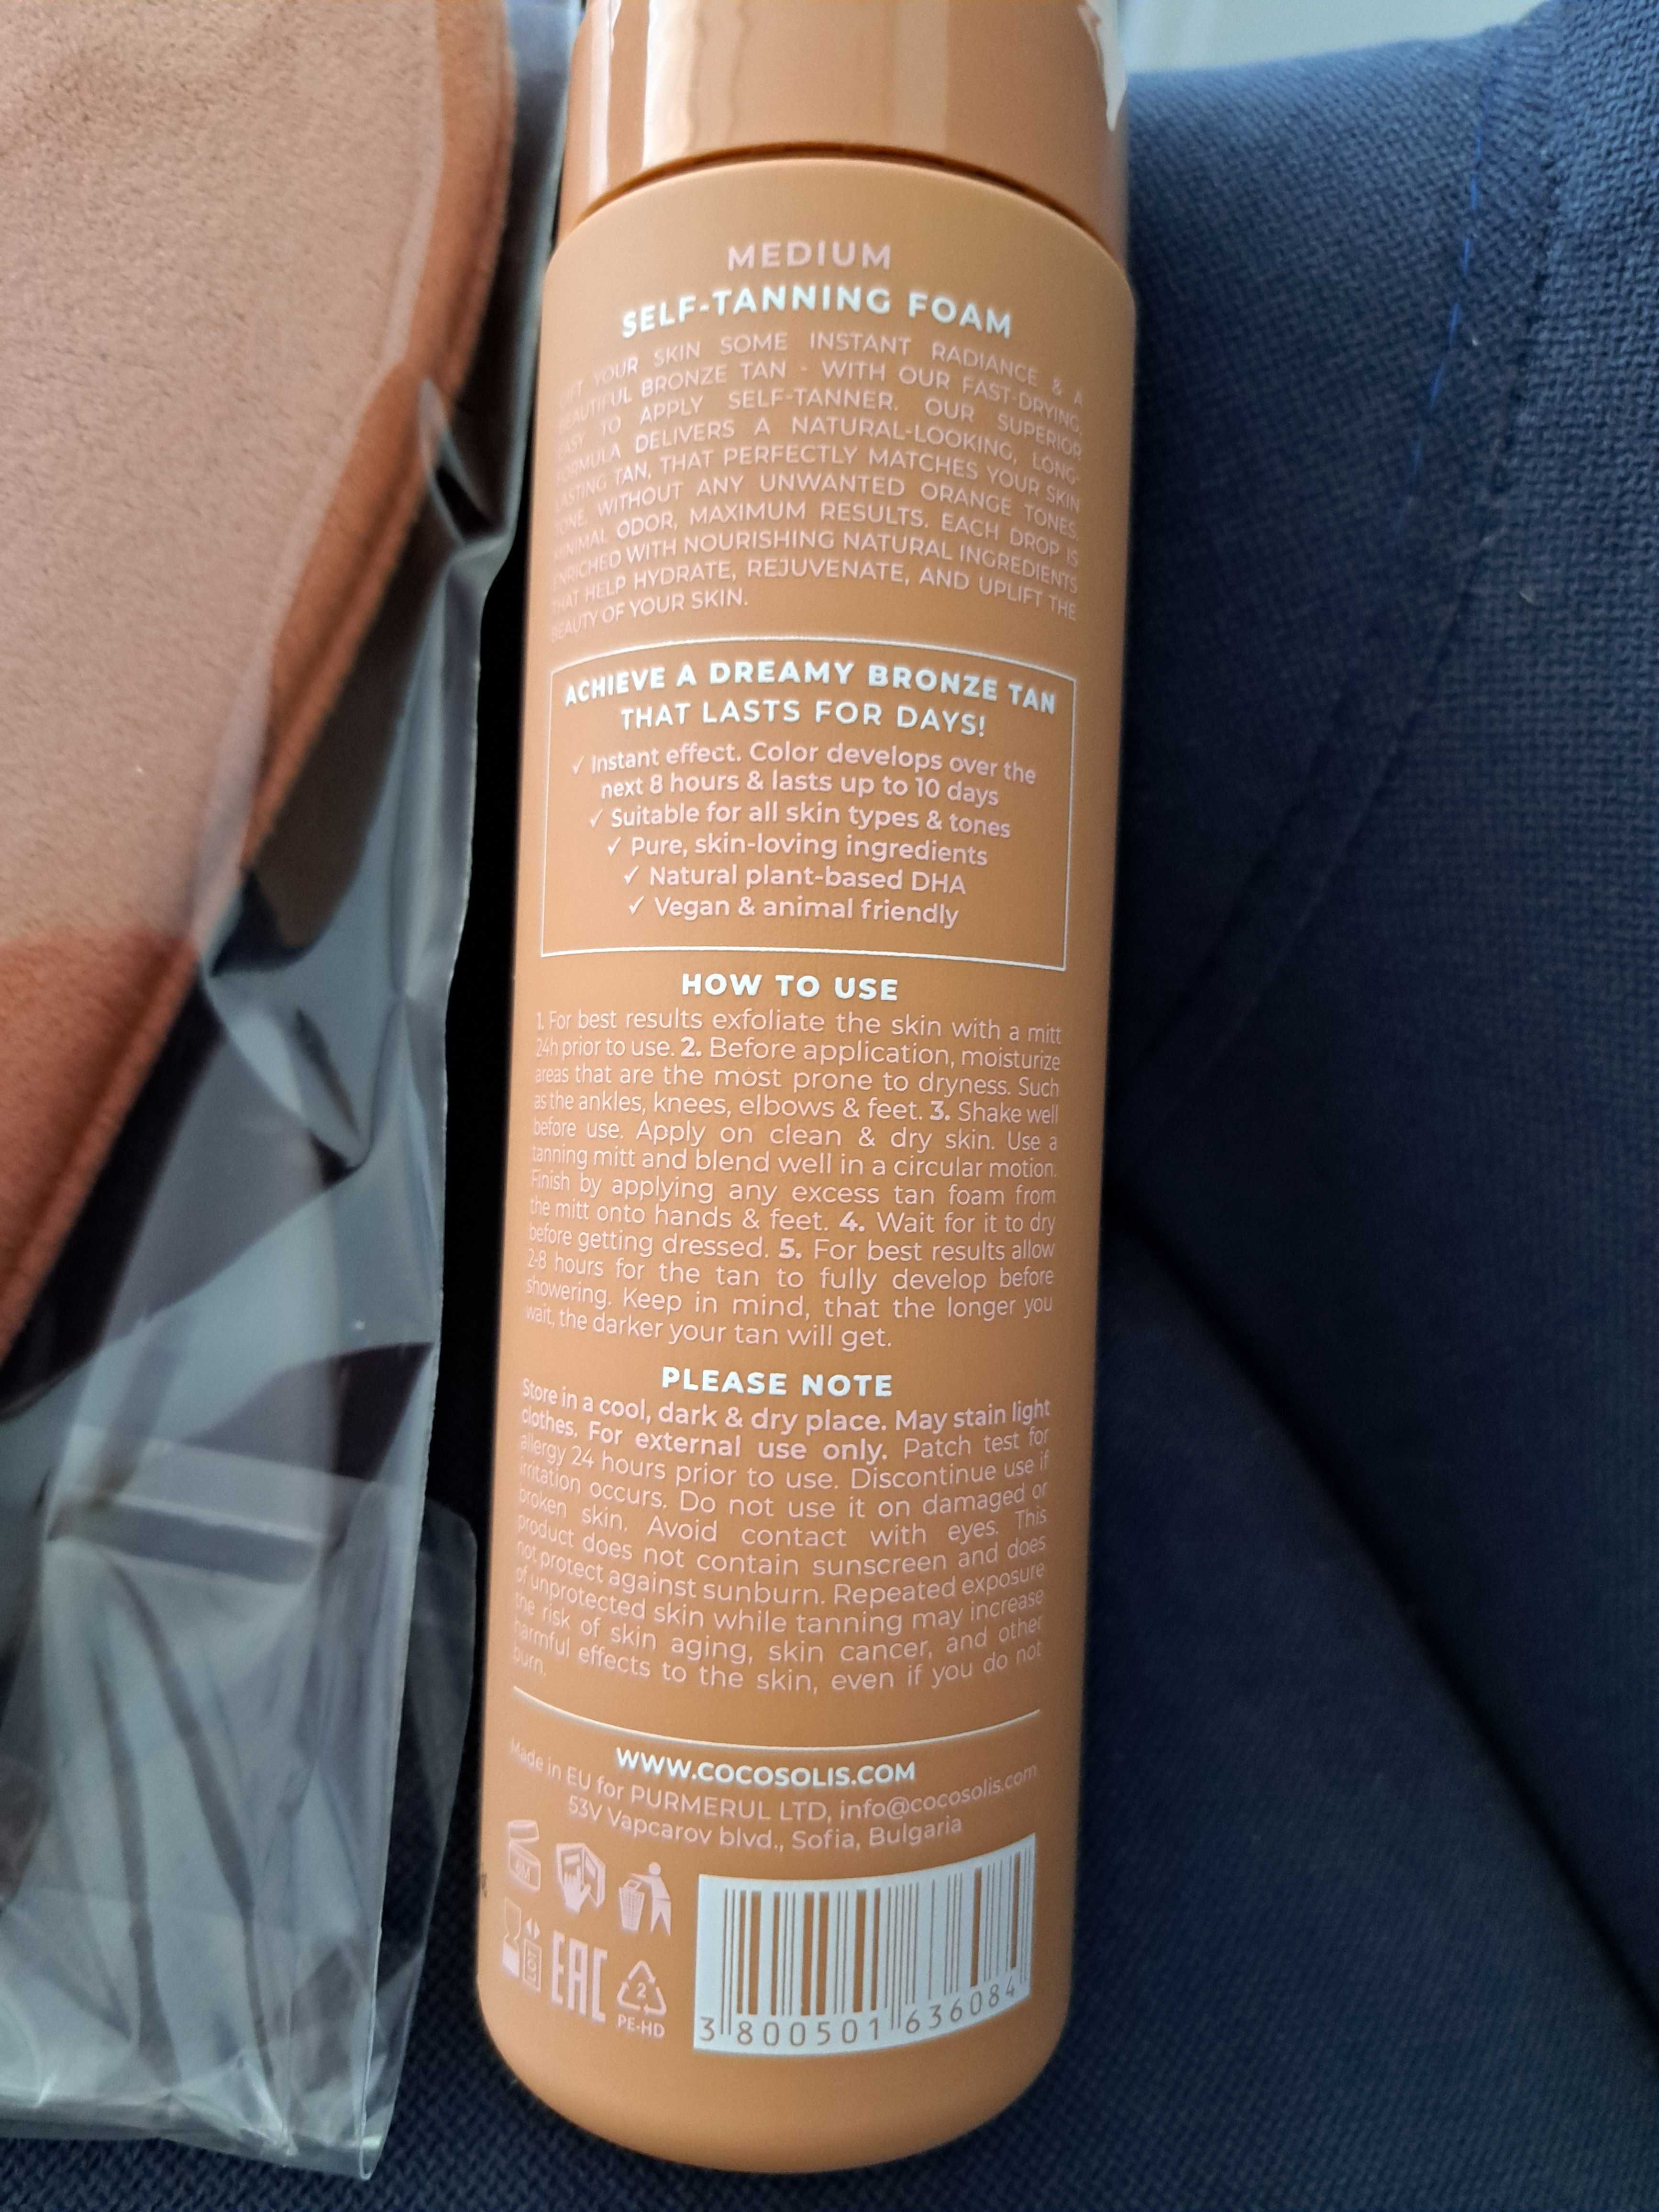 MEDIUM
SELF-TANNING FOAM
YOUR SKIN SOME INSTANT RADIANCE & A
BEAUTIFUL BRONZE TAN - WITH OUR FAST-DRYING,
EASY TO APPLY SELF-TANNER. OUR SUPERIOR
FORMULA DELIVERS A NATURAL-LOOKING, LONG-
LASTING TAN, THAT PERFECTLY MATCHES YOUR SKIN
TONE, WITHOUT ANY UNWANTED ORANGE TONES.
MINIMAL ODOR, MAXIMUM RESULTS. EACH DROP IS
ENRICHED WITH NOURISHING NATURAL INGREDIENTS
THAT HELP HYDRATE, REJUVENATE, AND UPLIFT THE
BEAUTY OF YOUR SKIN.
ACHIEVE A DREAMY BRONZE TAN
THAT LASTS FOR DAYS!
✓ Instant effect. Color develops over the
next 8 hours & lasts up to 10 days
✓ Suitable for all skin types & tones
✓ Pure, skin-loving ingredients
✓ Natural plant-based DHA
✓ Vegan & animal friendly
HOW TO USE
1. For best results exfoliate the skin with a mitt
24h prior to use. 2. Before application, moisturize
areas that are the most prone to dryness. Such
as the ankles, knees, elbows & feet. 3. Shake well
before use. Apply on clean & dry skin. Use a
tanning mitt and blend well in a circular motion.
Finish by applying any excess tan foam from
the mitt onto hands & feet. 4. Wait for it to dry
before getting dressed. 5. For best results allow
2-8 hours for the tan to fully develop before
showering. Keep in mind, that the longer you
wait, the darker your tan will get.
PLEASE NOTE
Store in a cool, dark & dry place. May stain light
clothes. For external use only. Patch test for
allergy 24 hours prior to use. Discontinue use if
irritation occurs. Do not use it on damaged or
broken skin. Avoid contact with eyes. This
product does not contain sunscreen and does
not protect against sunburn. Repeated exposure
of unprotected skin while tanning may increase
the risk of skin aging, skin cancer, and other
harmful effects to the skin, even if you do not
burn.
WWW.COCOSOLIS.COM
Made in EU for PURMERUL LTD, info@cocosolis.com
53V Vapcarov blvd., Sofia, Bulgaria
6M
LOT
EAC
2
PE-HD
3 800501 636084